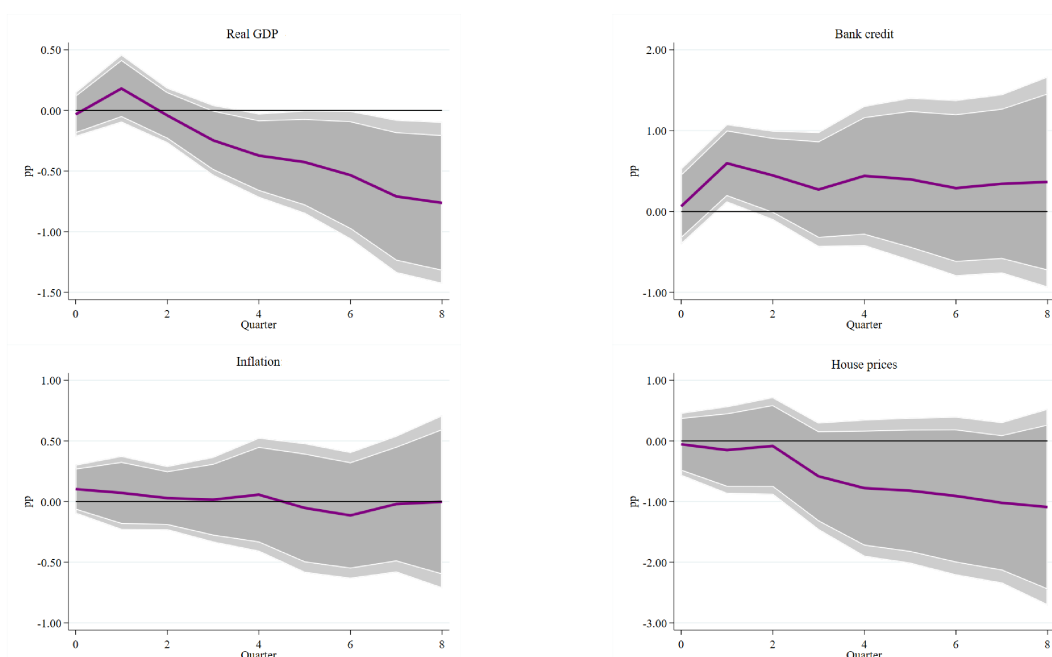 Real GDP
0.50
0.00
-0.50
-1.00
-1.50
pp
0 2 4 6 8
Quarter
Bank credit
2.00
1.00
0.00
-1.00
pp
0 2 4 6 8
Quarter
Inflation
1.00
0.50
0.00
-0.50
-1.00
pp
0 2 4 6 8
Quarter
House prices
1.00
0.00
-1.00
-2.00
-3.00
pp
0 2 4 6 8
Quarter